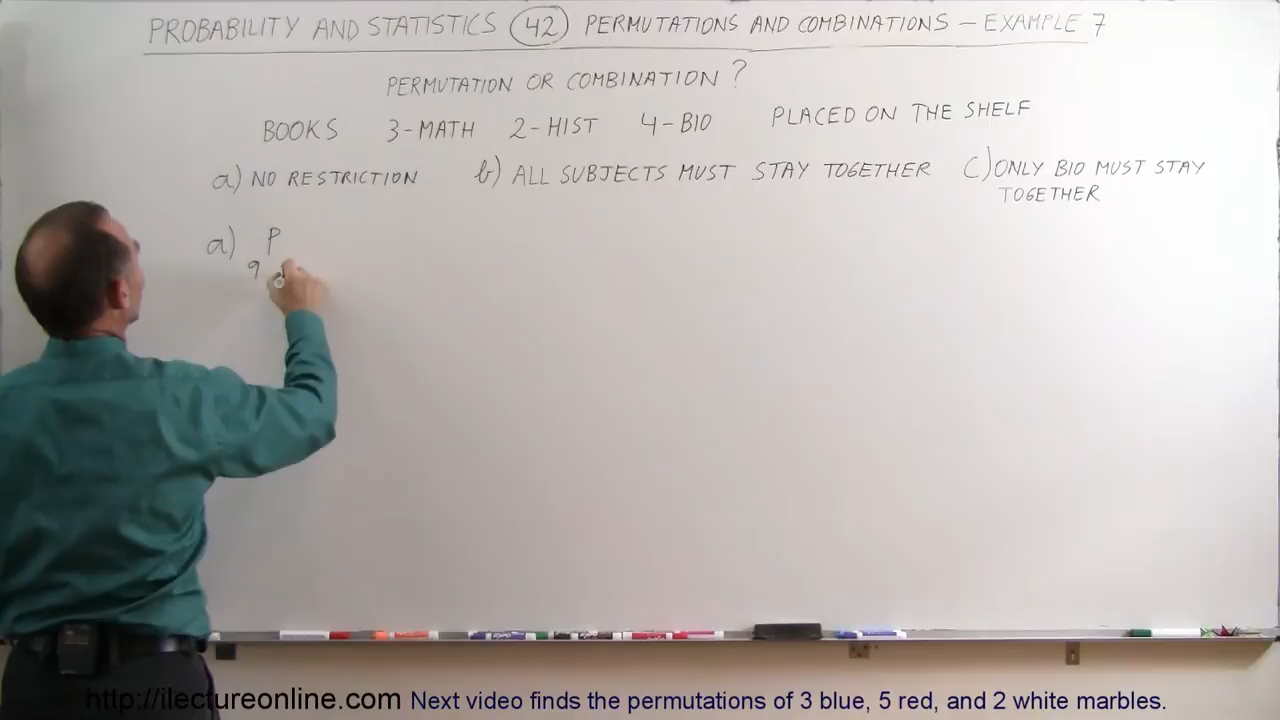 PROBABILITY AND STATISTICS 42 PERMUTATIONS AND COMBINATIONS – EXAMPLE 7
PERMUTATION OR COMBINATION ?
BOOKS 3-MATH 2-HIST 4-BIO PLACED ON THE SHELF
a) NO RESTRICTION b) ALL SUBJECTS MUST STAY TOGETHER c) ONLY BIO MUST STAY
TOGETHER
a) P
9
http://ilectureonline.com Next video finds the permutations of 3 blue, 5 red, and 2 white marbles.